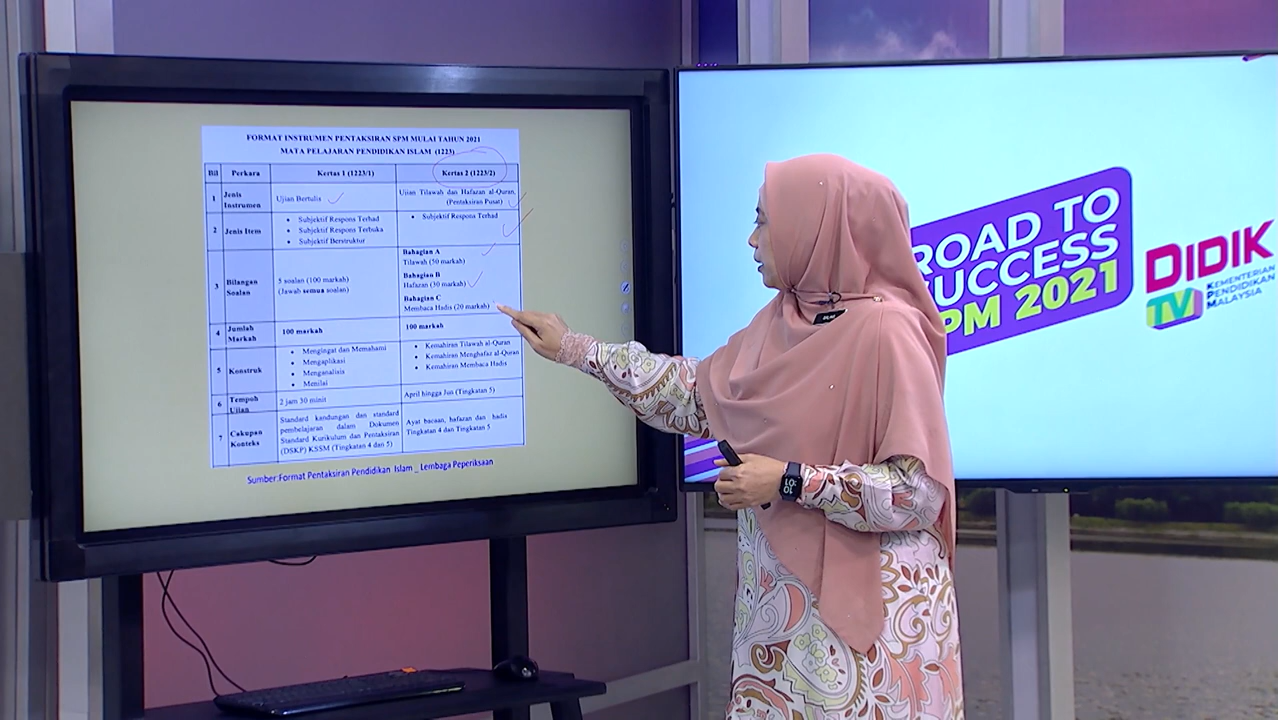 FORMAT INSTRUMEN PENTAKSIRAN SPM MULAI TAHUN 2021
MATA PELAJARAN PENDIDIKAN ISLAM (1223)
Bil Perkara Kertas 1 (1223/1) Kertas 2 (1223/2)
1 Jenis Instrumen Ujian Bertulis Ujian Tilawah dan Hafazan al-Quran, (Pentaksiran Pusat)
2 Jenis Item
• Subjektif Respons Terhad
• Subjektif Respons Terbuka
• Subjektif Berstruktur
• Subjektif Respons Terhad
3 Bilangan Soalan
5 soalan (100 markah)
(Jawab semua soalan)
Bahagian A
Tilawah (50 markah)
Bahagian B
Hafazan (30 markah)
Bahagian C
Membaca Hadis (20 markah)
4 Jumlah Markah 100 markah 100 markah
5 Konstruk
• Mengingat dan Memahami
• Mengaplikasi
• Menganalisis
• Menilai
• Kemahiran Tilawah al-Quran
• Kemahiran Menghafaz al-Quran
• Kemahiran Membaca Hadis
6 Tempoh Ujian 2 jam 30 minit April hingga Jun (Tingkatan 5)
7 Cakupan Konteks
Standard kandungan dan standard
pembelajaran dalam Dokumen
Standard Kurikulum dan Pentaksiran
(DSKP) KSSM (Tingkatan 4 dan 5)
Ayat bacaan, hafazan dan hadis
Tingkatan 4 dan Tingkatan 5
Sumber:Format Pentaksiran Pendidikan Islam _ Lembaga Peperiksaan
ROAD TO
UCCESS
PM 2021
DIDIK
TV
KEMENTERIAN
PENDIDIKAN
MALAYSIA